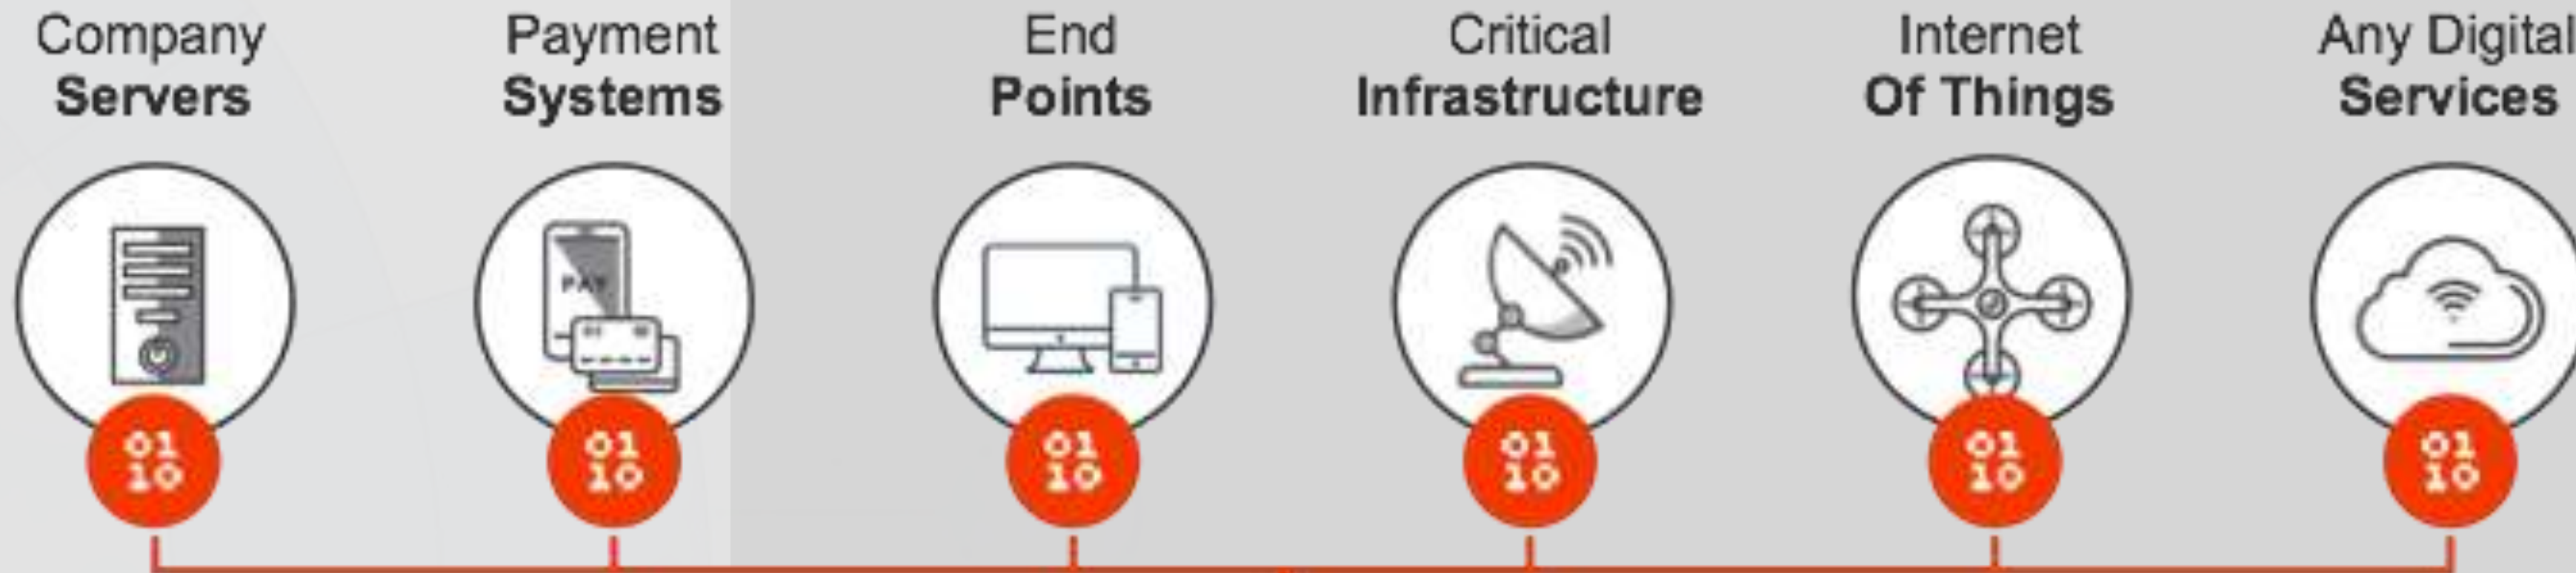 Company
Servers
Payment
Systems
End
Points
Critical
Infrastructure
Internet
Of Things
Any Digital
Services
PAY
01
10
01
10
01
10
01
10
01
10
01
10